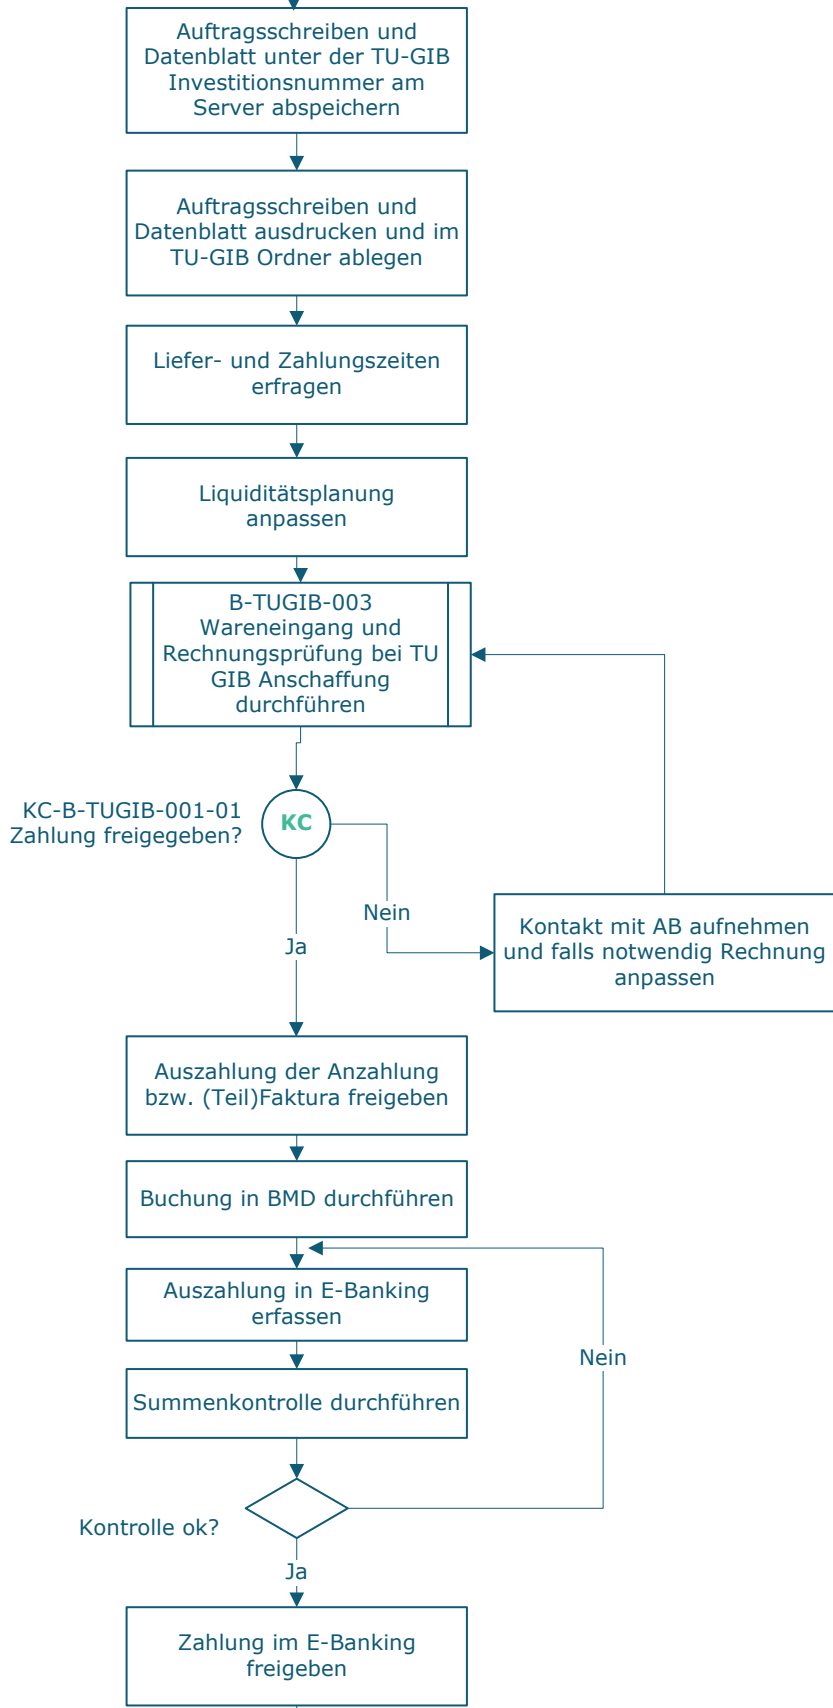 Auftragsschreiben und
Datenblatt unter der TU-GIB
Investitionsnummer am
Server abspeichern
Auftragsschreiben und
Datenblatt ausdrucken und im
TU-GIB Ordner ablegen
Liefer- und Zahlungszeiten
erfragen
Liquiditätsplanung
anpassen
B-TUGIB-003
Wareneingang und
Rechnungsprüfung bei TU
GIB Anschaffung
durchführen
KC-B-TUGIB-001-01
Zahlung freigegeben?
KC
Nein
Ja
Kontakt mit AB aufnehmen
und falls notwendig Rechnung
anpassen
Auszahlung der Anzahlung
bzw. (Teil)Faktura freigeben
Buchung in BMD durchführen
Auszahlung in E-Banking
erfassen
Nein
Summenkontrolle durchführen
Kontrolle ok?
Ja
Zahlung im E-Banking
freigeben